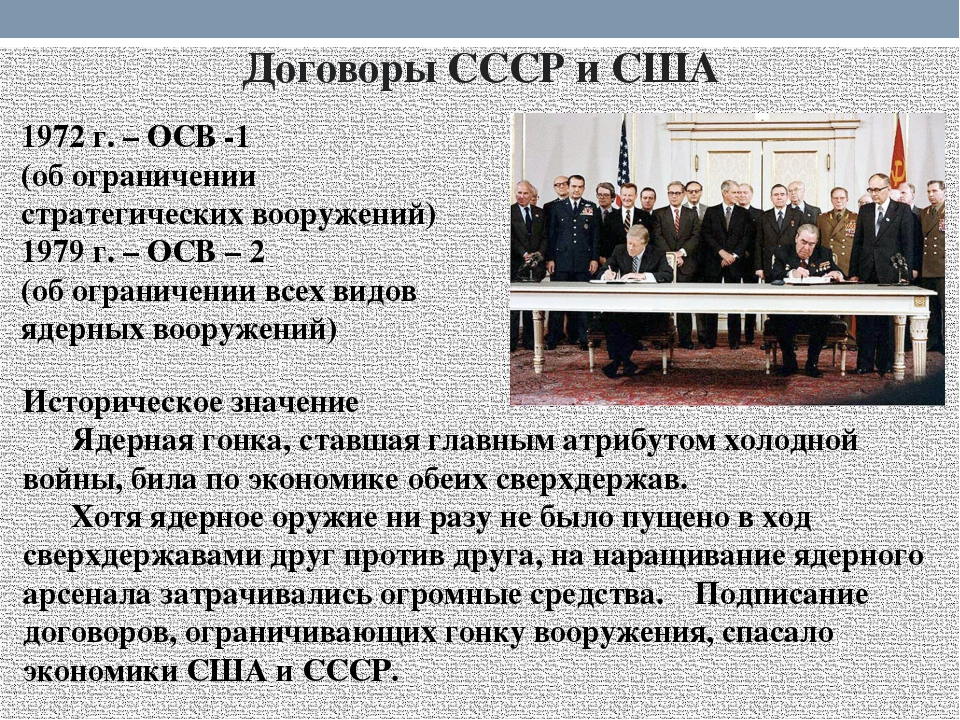 Договоры СССР и США
1972 г. – ОСВ -1
(об ограничении
стратегических вооружений)
1979 г. – ОСВ – 2
(об ограничении всех видов
ядерных вооружений)
Историческое значение
Ядерная гонка, ставшая главным атрибутом холодной
войны, била по экономике обеих сверхдержав.
Хотя ядерное оружие ни разу не было пущено в ход
сверхдержавами друг против друга, на наращивание ядерного
арсенала затрачивались огромные средства. Подписание
договоров, ограничивающих гонку вооружения, спасало
экономики США и СССР.